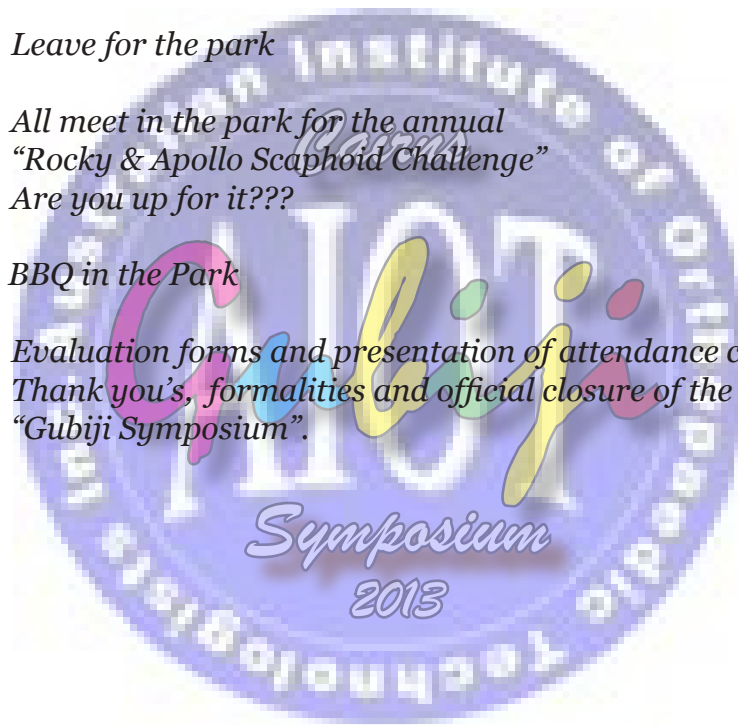 Leave for the park
All meet in the park for the annual
“Rocky & Apollo Scaphoid Challenge”
Are you up for it???
BBQ in the Park
Evaluation forms and presentation of attendance c
Thank you’s, formalities and official closure of the
“Gubiji Symposium”.
Australian Institute of Orthopaedic Technologists Inc
Cairns
AIOT
Gubiji
Symposium
2013